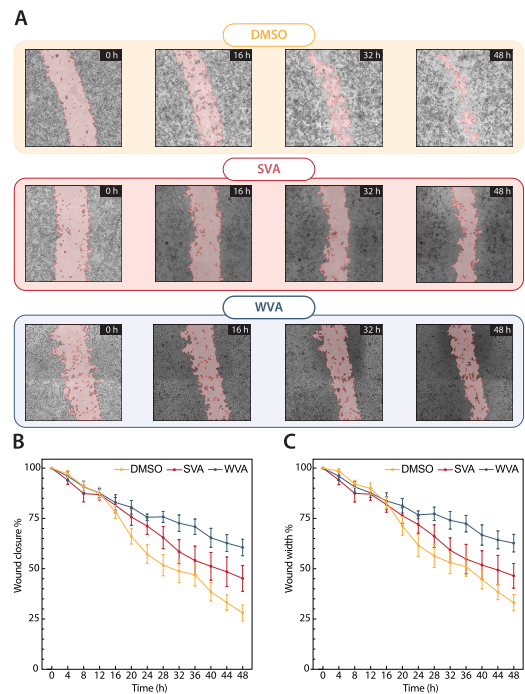 A
DMSO
0 h
16 h
32 h
48 h
SVA
0 h
16 h
32 h
48 h
WVA
0 h
16 h
32 h
48 h
B
DMSO SVA WVA
Wound closure %
100
75
50
25
0
0 4 8 12 16 20 24 28 32 36 40 44 48
Time (h)
C
DMSO SVA WVA
Wound width %
100
75
50
25
0
0 4 8 12 16 20 24 28 32 36 40 44 48
Time (h)